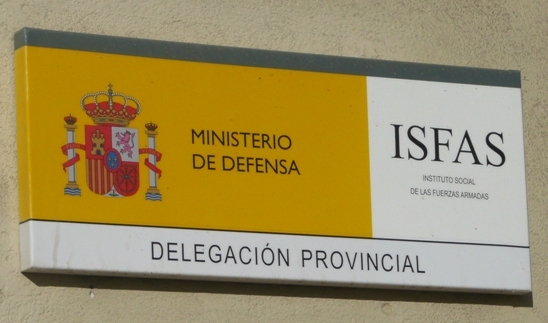 MINISTERIO
DE DEFENSA
ISFAS
INSTITUTO SOCIAL
DE LAS FUERZAS ARMADAS
DELEGACIÓN PROVINCIAL